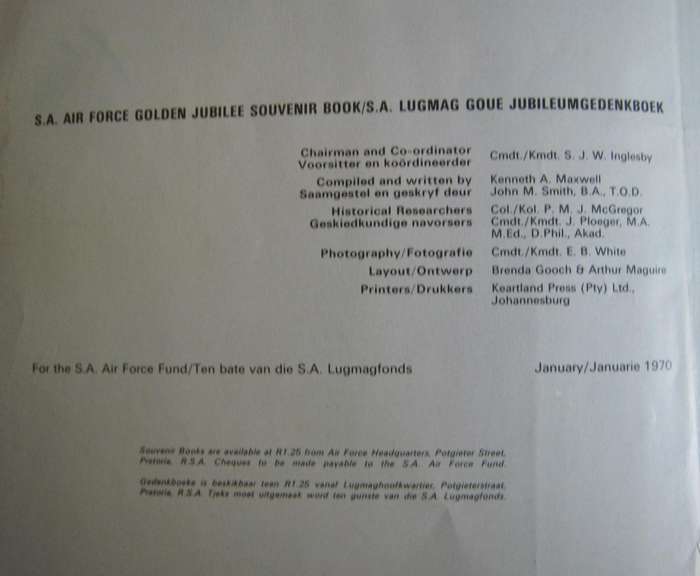 S.A. AIR FORCE GOLDEN JUBILEE SOUVENIR BOOK/S.A. LUGMAG GOUE JUBILEUMGEDENKBOEK
Chairman and Co-ordinator
Voorsitter en koördineerder
Cmdt./Kmdt. S. J. W. Inglesby
Compiled and written by
Saamgestel en geskryf deur
Kenneth A. Maxwell
John M. Smith, B.A., T.O.D.
Historical Researchers
Geskiedkundige navorsers
Col./Kol. P. M. J. McGregor
Cmdt./Kmdt. J. Ploeger, M.A.
M.Ed., D.Phil., Akad.
Photography/Fotografie
Cmdt./Kmdt. E. B. White
Layout/Ontwerp
Brenda Gooch & Arthur Maguire
Printers/Drukkers
Keartland Press (Pty) Ltd.,
Johannesburg
For the S.A. Air Force Fund/Ten bate van die S.A. Lugmagfonds
January/Januarie 1970
Souvenir Books are available at R1.25 from Air Force Headquarters, Potgieter Street,
Pretoria, R.S.A. Cheques to be made payable to the S.A. Air Force Fund.
Gedenkboeke is beskikbaar teen R1.25 vanaf Lugmaghoofkwartier, Potgieterstraat,
Pretoria, R.S.A. Tjeks moet uitgemaak word ten gunste van die S.A. Lugmagfonds.